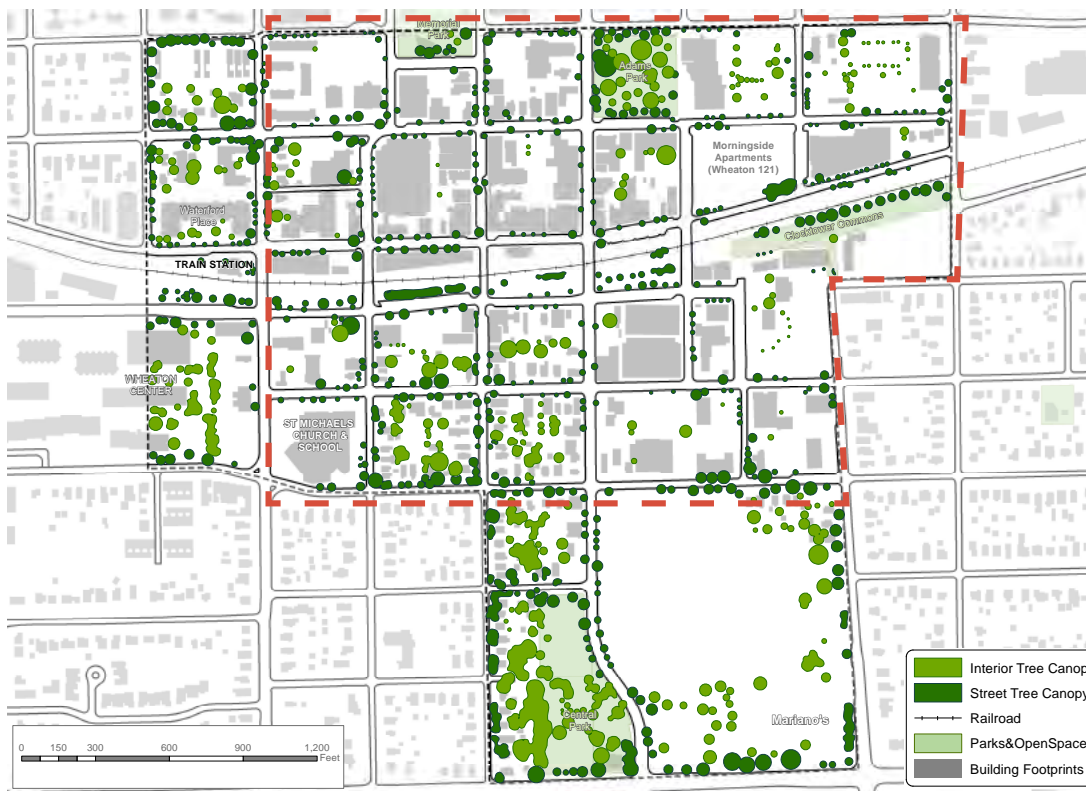 Memorial
Park
Adams
Park
Morningside
Apartments
(Wheaton 121)
Waterford
Place
Clocktower Commons
TRAIN STATION
WHEATON
CENTER
ST MICHAELS
CHURCH &
SCHOOL
Central
Park
Mariano's
Interior Tree Canop
Street Tree Canopy
Railroad
Parks&OpenSpace
Building Footprints
0 150 300 600 900 1,200
Feet